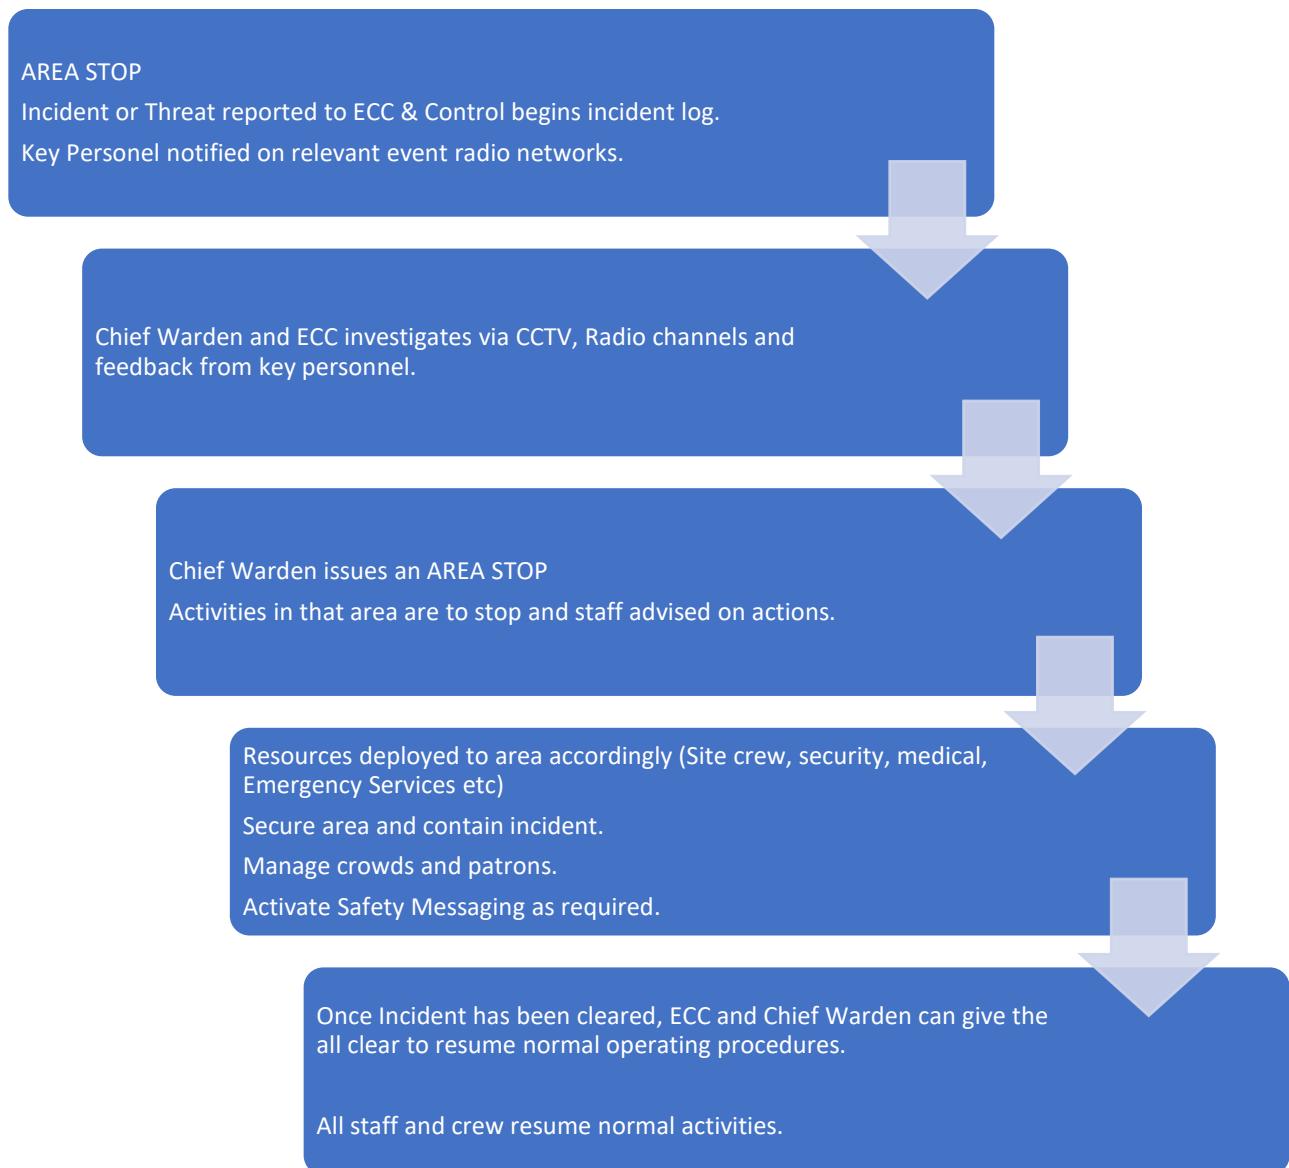 AREA STOP
Incident or Threat reported to ECC & Control begins incident log.
Key Personel notified on relevant event radio networks.
Chief Warden and ECC investigates via CCTV, Radio channels and
feedback from key personnel.
Chief Warden issues an AREA STOP
Activities in that area are to stop and staff advised on actions.
Resources deployed to area accordingly (Site crew, security, medical,
Emergency Services etc)
Secure area and contain incident.
Manage crowds and patrons.
Activate Safety Messaging as required.
Once Incident has been cleared, ECC and Chief Warden can give the
all clear to resume normal operating procedures.
All staff and crew resume normal activities.